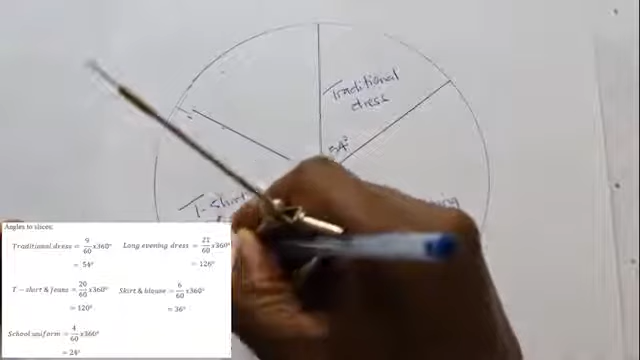 Traditional
dress
54°
T-shirt
Angles to slices:
Traditional dress = 9/60 x360°
= 54°
Long evening dress = 21/60 x360°
= 126°
T – shirt & jeans = 20/60 x360°
= 120°
Skirt & blouse = 6/60 x360°
= 36°
School uniform = 4/60 x360°
= 24°